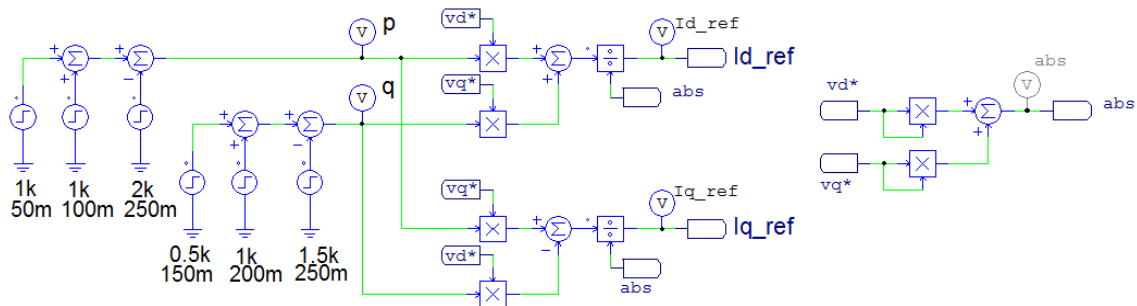 p
vd*
V
Id_ref
V
Id_ref
Σ
Σ
Σ
abs
q
vq*
V
abs
V
vd*
Σ
abs
vq*
Σ
Σ
1k
50m
1k
100m
2k
250m
0.5k
150m
1k
200m
1.5k
250m
vq*
V
Iq_ref
Σ
Iq_ref
vd*
abs